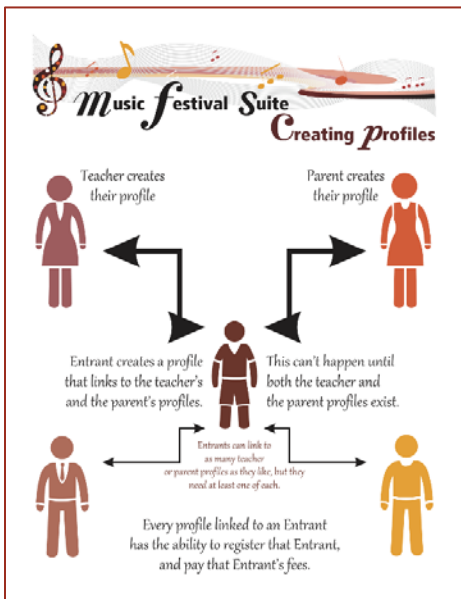 Music Festival Suite
Creating Profiles
Teacher creates
their profile
Parent creates
their profile
Entrant creates a profile
that links to the teacher's
and the parent's profiles.
This can't happen until
both the teacher and
the parent profiles exist.
Entrants can link to
as many teacher
or parent profiles as they like, but they
need at least one of each.
Every profile linked to an Entrant
has the ability to register that Entrant,
and pay that Entrant's fees.